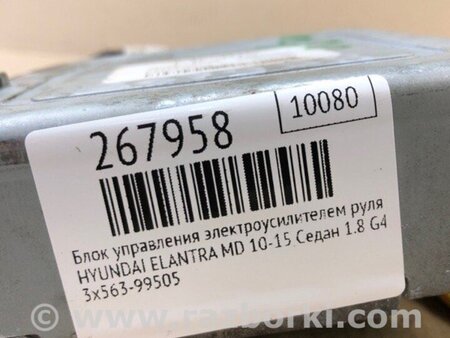 10080
267958
Блок управления электроусилителем руля
HYUNDAI ELANTRA MD 10-15 Седан 1.8 G4
3x563-99505
© www.razborki.com